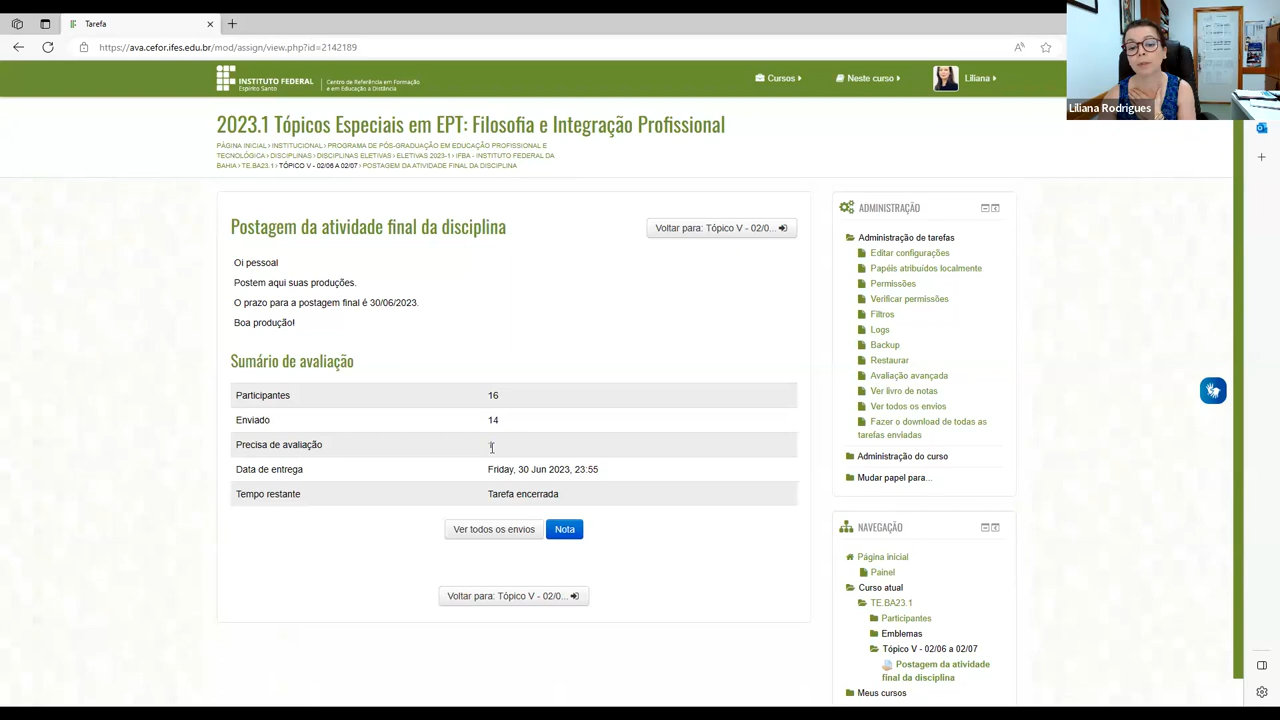 Tarefa
https://ava.cefor.ifes.edu.br/mod/assign/view.php?id=2142189
Liliana Rodrigues
INSTITUTO FEDERAL
Espírito Santo
Centro de Referência em Formação
e em Educação a Distância
Cursos
Neste curso
Liliana
2023.1 Tópicos Especiais em EPT: Filosofia e Integração Profissional
PÁGINA INICIAL › INSTITUCIONAL › PROGRAMA DE PÓS-GRADUAÇÃO EM EDUCAÇÃO PROFISSIONAL E
TECNOLÓGICA › DISCIPLINAS › DISCIPLINAS ELETIVAS › ELETIVAS 2023-1 › IFBA - INSTITUTO FEDERAL DA
BAHIA › TE.BA23.1 › TÓPICO V - 02/06 A 02/07 › POSTAGEM DA ATIVIDADE FINAL DA DISCIPLINA
Postagem da atividade final da disciplina
Voltar para: Tópico V - 02/0...
Oi pessoal
Postem aqui suas produções.
O prazo para a postagem final é 30/06/2023.
Boa produção!
Sumário de avaliação
Participantes 16
Enviado 14
Precisa de avaliação
Data de entrega Friday, 30 Jun 2023, 23:55
Tempo restante Tarefa encerrada
Ver todos os envios
Nota
Voltar para: Tópico V - 02/0...
ADMINISTRAÇÃO
Administração de tarefas
Editar configurações
Papéis atribuídos localmente
Permissões
Verificar permissões
Filtros
Logs
Backup
Restaurar
Avaliação avançada
Ver livro de notas
Ver todos os envios
Fazer o download de todas as
tarefas enviadas
Administração do curso
Mudar papel para...
NAVEGAÇÃO
Página inicial
Painel
Curso atual
TE.BA23.1
Participantes
Emblemas
Tópico V - 02/06 a 02/07
Postagem da atividade
final da disciplina
Meus cursos